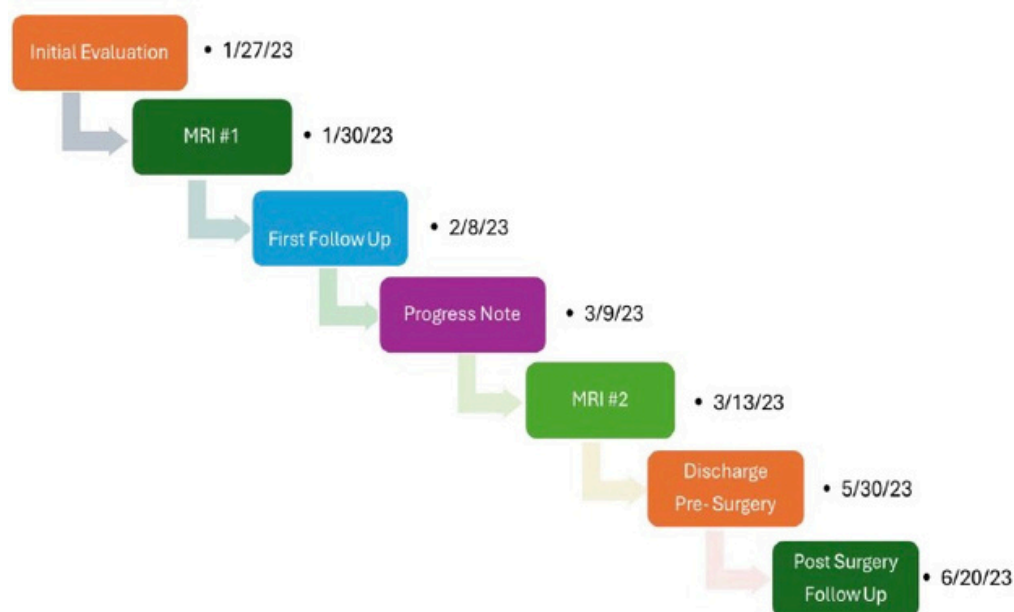 Initial Evaluation • 1/27/23
MRI #1 • 1/30/23
First Follow Up • 2/8/23
Progress Note • 3/9/23
MRI #2 • 3/13/23
Discharge
Pre- Surgery • 5/30/23
Post Surgery
Follow Up • 6/20/23